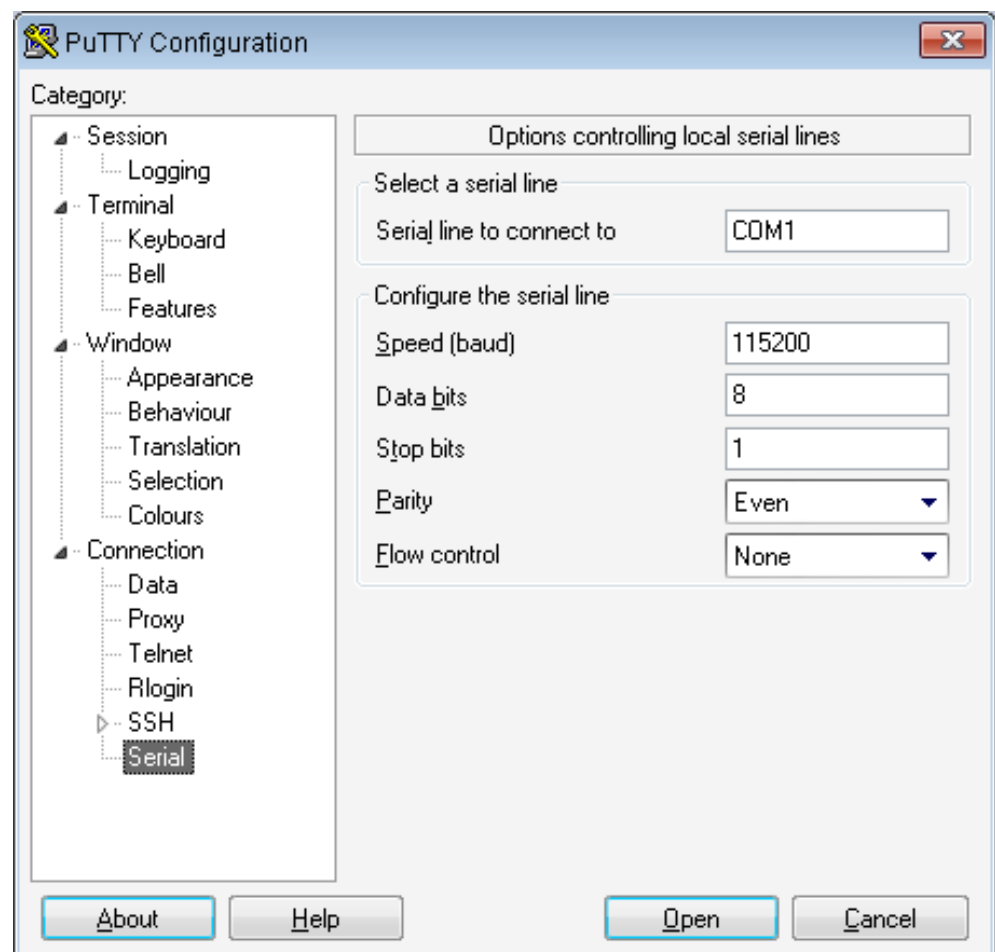 PuTTY Configuration
Category:
Session
Logging
Terminal
Keyboard
Bell
Features
Window
Appearance
Behaviour
Translation
Selection
Colours
Connection
Data
Proxy
Telnet
Rlogin
SSH
Serial
Options controlling local serial lines
Select a serial line
Serial line to connect to COM1
Configure the serial line
Speed (baud) 115200
Data bits 8
Stop bits 1
Parity Even
Flow control None
About Help Open Cancel